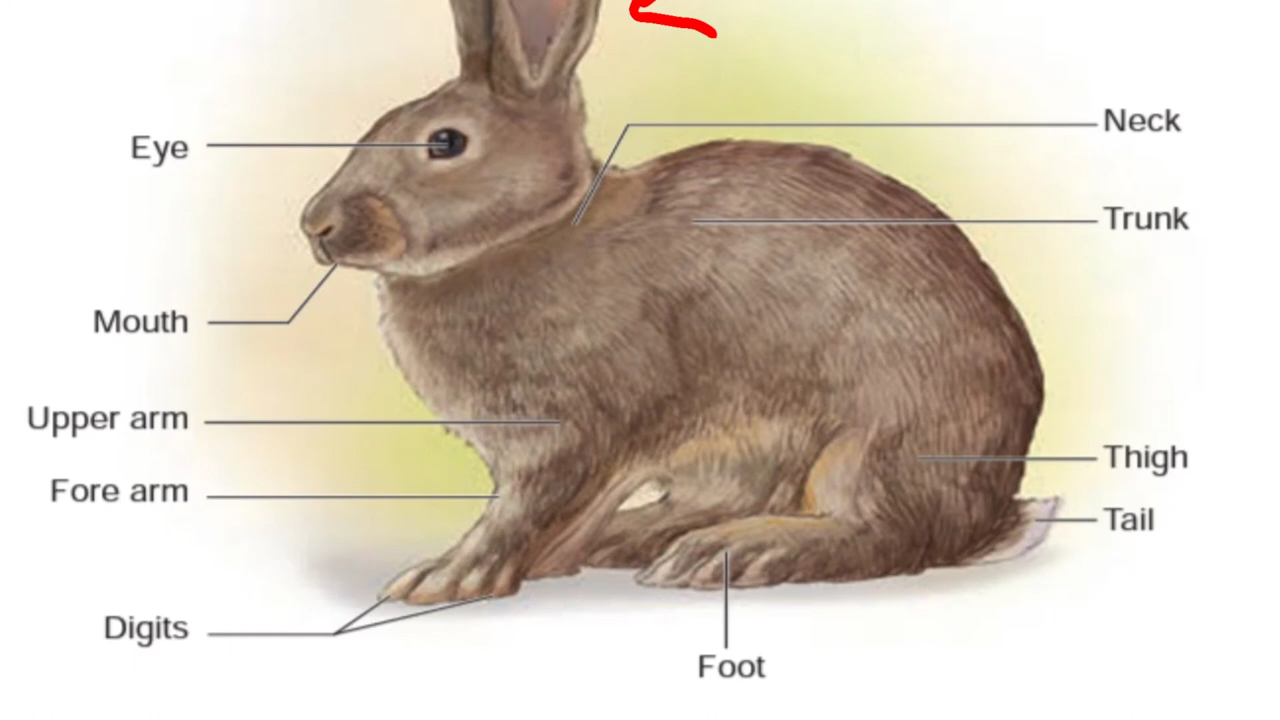 Neck
Eye
Trunk
Mouth
Upper arm
Thigh
Fore arm
Tail
Digits
Foot